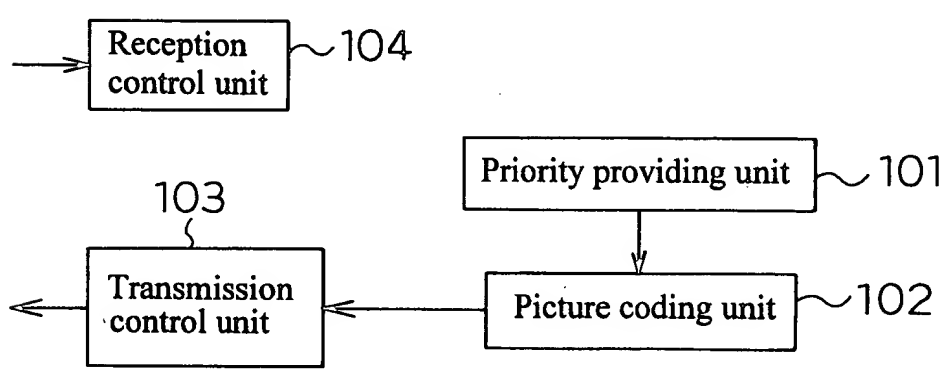 Reception
control unit
104
Priority providing unit
101
103
Transmission
control unit
Picture coding unit
102